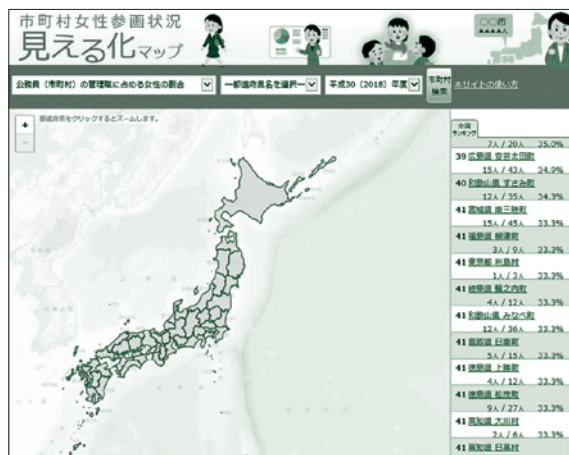 市町村女性参画状況
見える化マップ
〇〇市
公務員（市町村）の管理職に占める女性の割合
―都道府県名を選択―
平成30（2018）年度
市町村
検索
本サイトの使い方
都道府県をクリックするとズームします。
+
−
全国
ランキング
7人 / 20人 35.0%
39 広島県 安芸太田町
15人 / 43人 34.9%
40 和歌山県 すさみ町
12人 / 35人 34.3%
41 宮城県 南三陸町
15人 / 45人 33.3%
41 福島県 柳津町
3人 / 9人 33.3%
41 東京都 利島村
1人 / 3人 33.3%
41 岐阜県 輪之内町
4人 / 12人 33.3%
41 和歌山県 みなべ町
12人 / 36人 33.3%
41 鳥取県 日南町
5人 / 15人 33.3%
41 徳島県 上勝町
4人 / 12人 33.3%
41 徳島県 松茂町
9人 / 27人 33.3%
41 高知県 大川村
2人 / 6人 33.3%
41 高知県 日高村